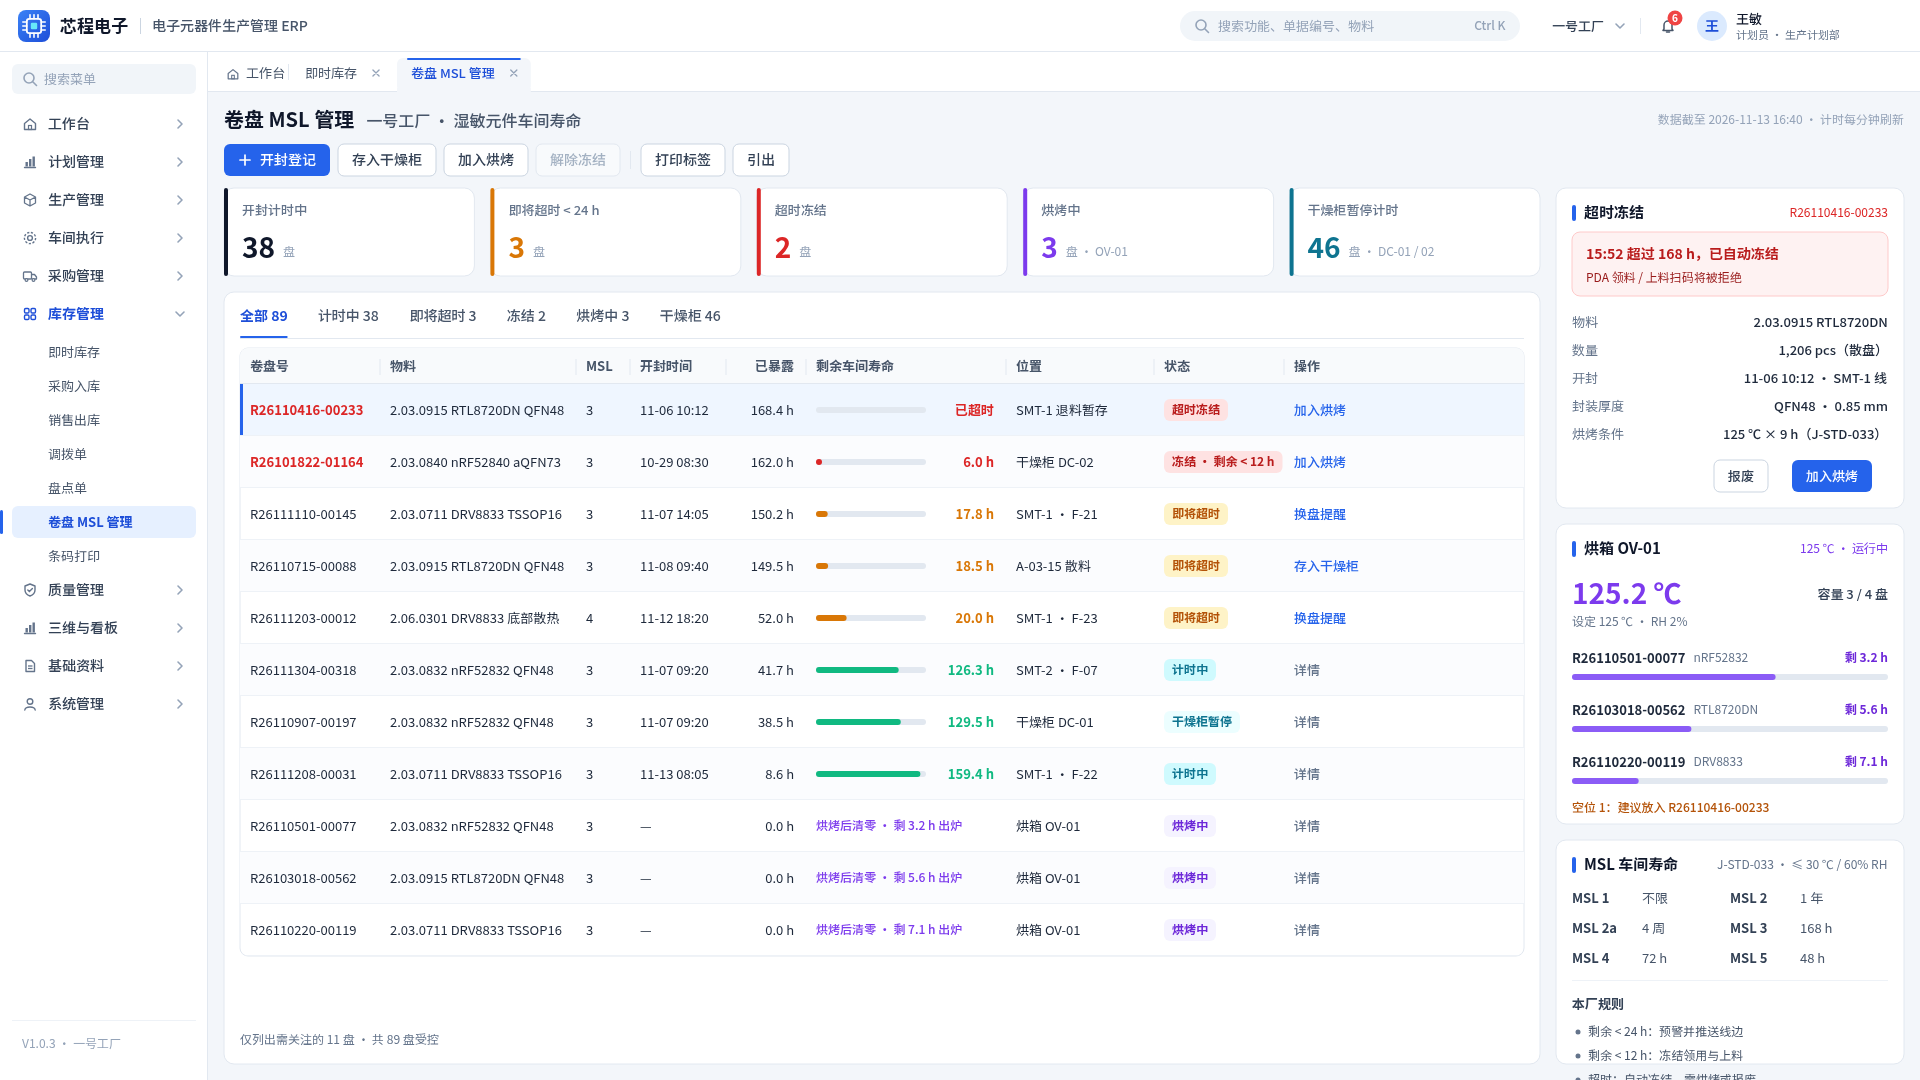 芯程电子
电子元器件生产管理 ERP
搜索功能、单据编号、物料
Ctrl K
一号工厂
6
王
王敏
计划员 · 生产计划部
搜索菜单
工作台
计划管理
生产管理
车间执行
采购管理
库存管理
即时库存
采购入库
销售出库
调拨单
盘点单
卷盘 MSL 管理
条码打印
质量管理
三维与看板
基础资料
系统管理
V1.0.3 · 一号工厂
工作台
即时库存
卷盘 MSL 管理
卷盘 MSL 管理 一号工厂 · 湿敏元件车间寿命
数据截至 2026-11-13 16:40 · 计时每分钟刷新
开封登记 存入干燥柜 加入烘烤 解除冻结 打印标签 引出
开封计时中
38 盘
即将超时 < 24 h
3 盘
超时冻结
2 盘
烘烤中
3 盘 · OV-01
干燥柜暂停计时
46 盘 · DC-01 / 02
全部 89 计时中 38 即将超时 3 冻结 2 烘烤中 3 干燥柜 46
卷盘号 物料 MSL 开封时间 已暴露 剩余车间寿命 位置 状态 操作
R26110416-00233 2.03.0915 RTL8720DN QFN48 3 11-06 10:12 168.4 h 已超时 SMT-1 退料暂存 超时冻结 加入烘烤
R26101822-01164 2.03.0840 nRF52840 aQFN73 3 10-29 08:30 162.0 h 6.0 h 干燥柜 DC-02 冻结 · 剩余 < 12 h 加入烘烤
R26111110-00145 2.03.0711 DRV8833 TSSOP16 3 11-07 14:05 150.2 h 17.8 h SMT-1 · F-21 即将超时 换盘提醒
R26110715-00088 2.03.0915 RTL8720DN QFN48 3 11-08 09:40 149.5 h 18.5 h A-03-15 散料 即将超时 存入干燥柜
R26111203-00012 2.06.0301 DRV8833 底部散热 4 11-12 18:20 52.0 h 20.0 h SMT-1 · F-23 即将超时 换盘提醒
R26111304-00318 2.03.0832 nRF52832 QFN48 3 11-07 09:20 41.7 h 126.3 h SMT-2 · F-07 计时中 详情
R26110907-00197 2.03.0832 nRF52832 QFN48 3 11-07 09:20 38.5 h 129.5 h 干燥柜 DC-01 干燥柜暂停 详情
R26111208-00031 2.03.0711 DRV8833 TSSOP16 3 11-13 08:05 8.6 h 159.4 h SMT-1 · F-22 计时中 详情
R26110501-00077 2.03.0832 nRF52832 QFN48 3 — 0.0 h 烘烤后清零 · 剩 3.2 h 出炉 烘箱 OV-01 烘烤中 详情
R26103018-00562 2.03.0915 RTL8720DN QFN48 3 — 0.0 h 烘烤后清零 · 剩 5.6 h 出炉 烘箱 OV-01 烘烤中 详情
R26110220-00119 2.03.0711 DRV8833 TSSOP16 3 — 0.0 h 烘烤后清零 · 剩 7.1 h 出炉 烘箱 OV-01 烘烤中 详情
仅列出需关注的 11 盘 · 共 89 盘受控
超时冻结 R26110416-00233
15:52 超过 168 h，已自动冻结
PDA 领料 / 上料扫码将被拒绝
物料 2.03.0915 RTL8720DN
数量 1,206 pcs（散盘）
开封 11-06 10:12 · SMT-1 线
封装厚度 QFN48 · 0.85 mm
烘烤条件 125 ℃ × 9 h（J-STD-033）
报废 加入烘烤
烘箱 OV-01 125 ℃ · 运行中
125.2 ℃ 容量 3 / 4 盘
设定 125 ℃ · RH 2%
R26110501-00077 nRF52832 剩 3.2 h
R26103018-00562 RTL8720DN 剩 5.6 h
R26110220-00119 DRV8833 剩 7.1 h
空位 1：建议放入 R26110416-00233
MSL 车间寿命 J-STD-033 · ≤ 30 ℃ / 60% RH
MSL 1 不限 MSL 2 1 年
MSL 2a 4 周 MSL 3 168 h
MSL 4 72 h MSL 5 48 h
本厂规则
• 剩余 < 24 h：预警并推送线边
• 剩余 < 12 h：冻结领用与上料
• 超时：自动冻结，需烘烤或报废